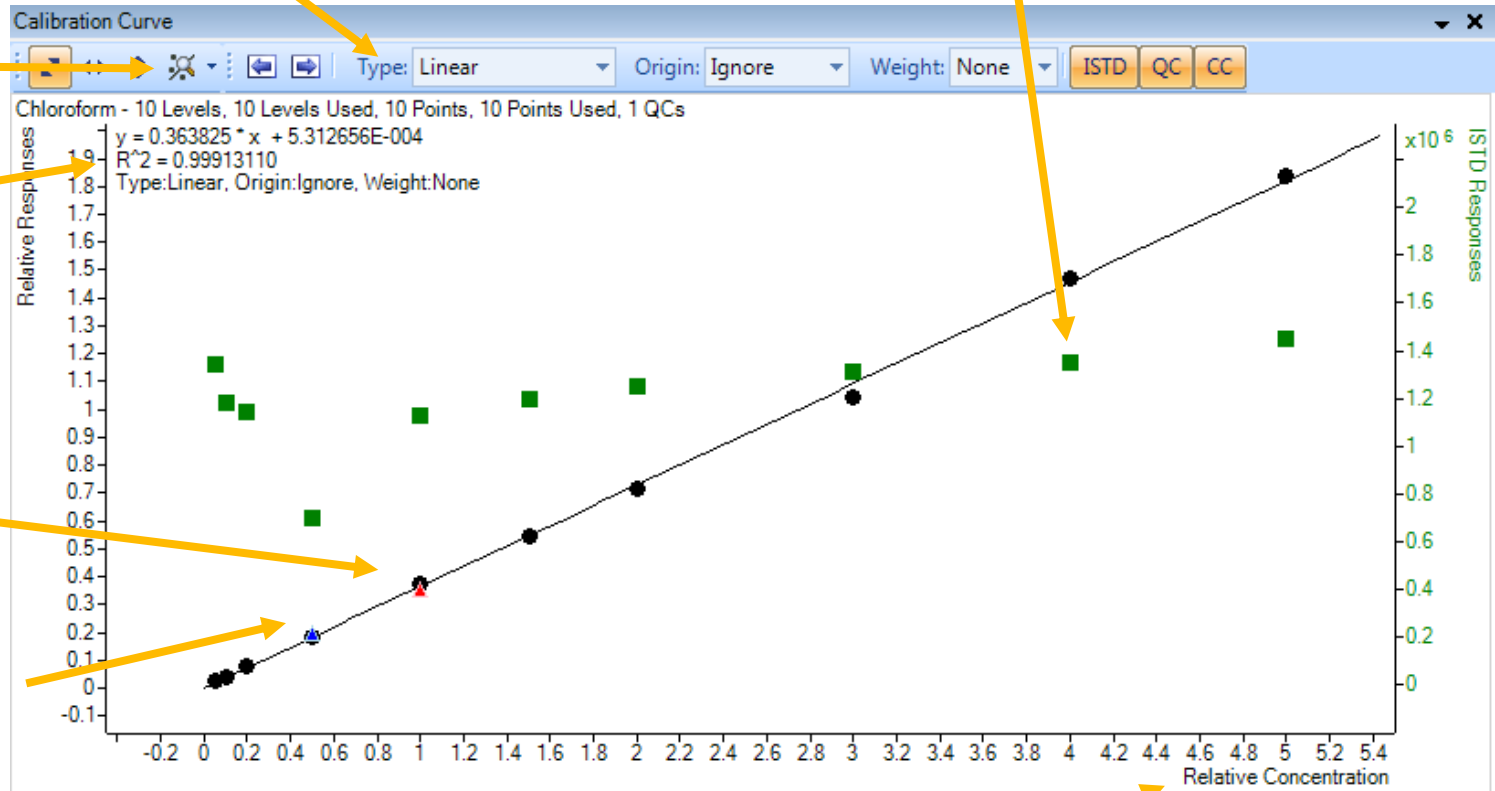 Calibration Curve
Type: Linear Origin: Ignore Weight: None ISTD QC CC
Chloroform - 10 Levels, 10 Levels Used, 10 Points, 10 Points Used, 1 QCs
y = 0.363825 * x + 5.312656E-004
R^2 = 0.99913110
Type:Linear, Origin:Ignore, Weight:None
Relative Responses
1.9
1.8
1.7
1.6
1.5
1.4
1.3
1.2
1.1
1
0.9
0.8
0.7
0.6
0.5
0.4
0.3
0.2
0.1
0
-0.1
x10 6
ISTD Responses
2
1.8
1.6
1.4
1.2
1
0.8
0.6
0.4
0.2
0
-0.2 0 0.2 0.4 0.6 0.8 1 1.2 1.4 1.6 1.8 2 2.2 2.4 2.6 2.8 3 3.2 3.4 3.6 3.8 4 4.2 4.4 4.6 4.8 5 5.2 5.4
Relative Concentration